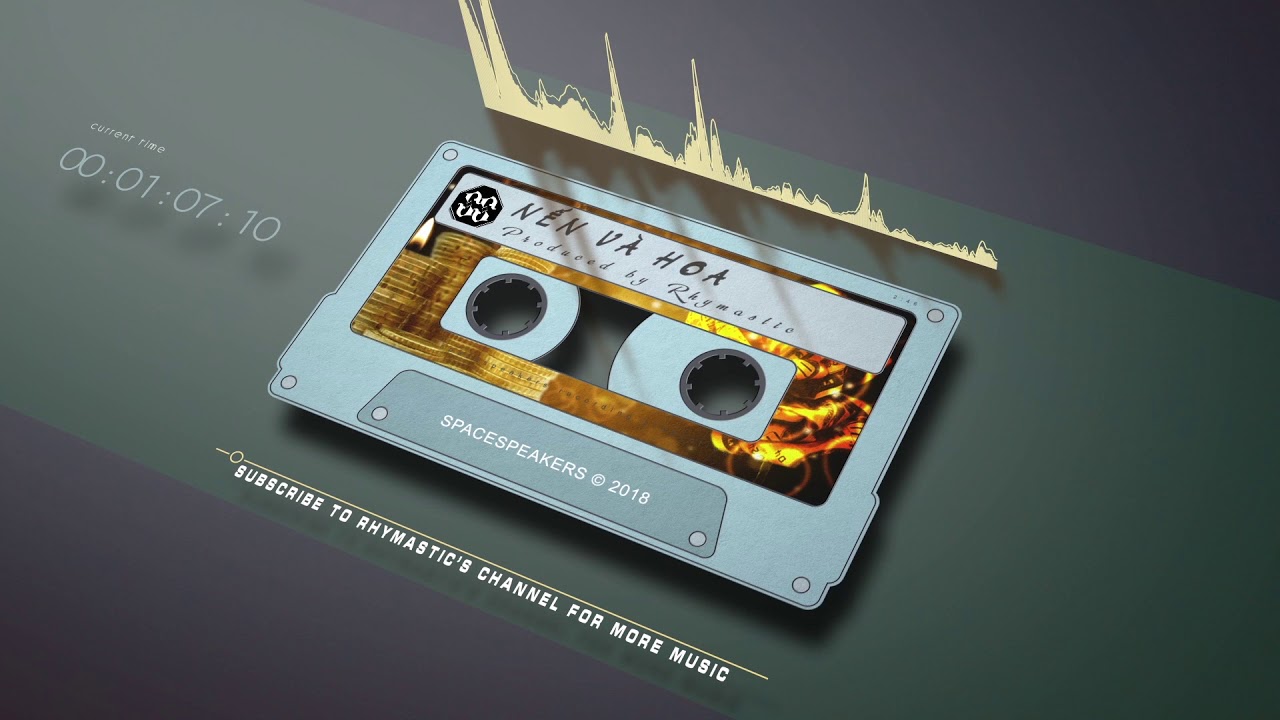 current time
00:01:07:10
NẾN VÀ HOA
Produced by Rhymastic
SPACESPEAKERS © 2018
SUBSCRIBE TO RHYMASTIC'S CHANNEL FOR MORE MUSIC